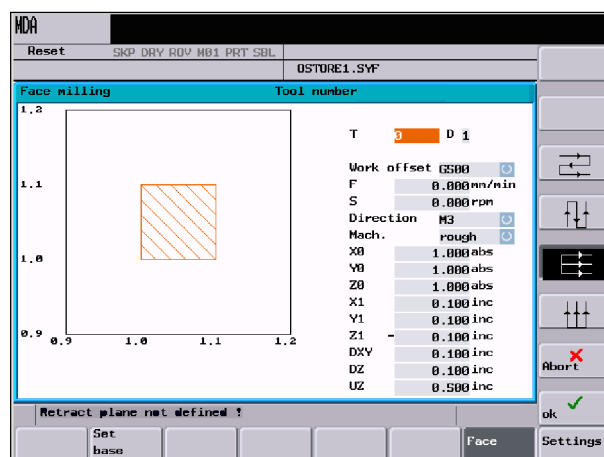 MDA
Reset SKP DRY ROV M01 PRT SBL
OSTORE1.SYF
Face milling Tool number
1.2
1.1
1.0
0.9
0.9 1.0 1.1 1.2
T 0 D 1
Work offset G500
F 0.000 mm/min
S 0.000 rpm
Direction M3
Mach. rough
X0 1.000 abs
Y0 1.000 abs
Z0 1.000 abs
X1 0.100 inc
Y1 0.100 inc
Z1 - 0.100 inc
DXY 0.100 inc
DZ 0.100 inc
UZ 0.500 inc
Abort
ok
Retract plane not defined !
Set base
Face
Settings